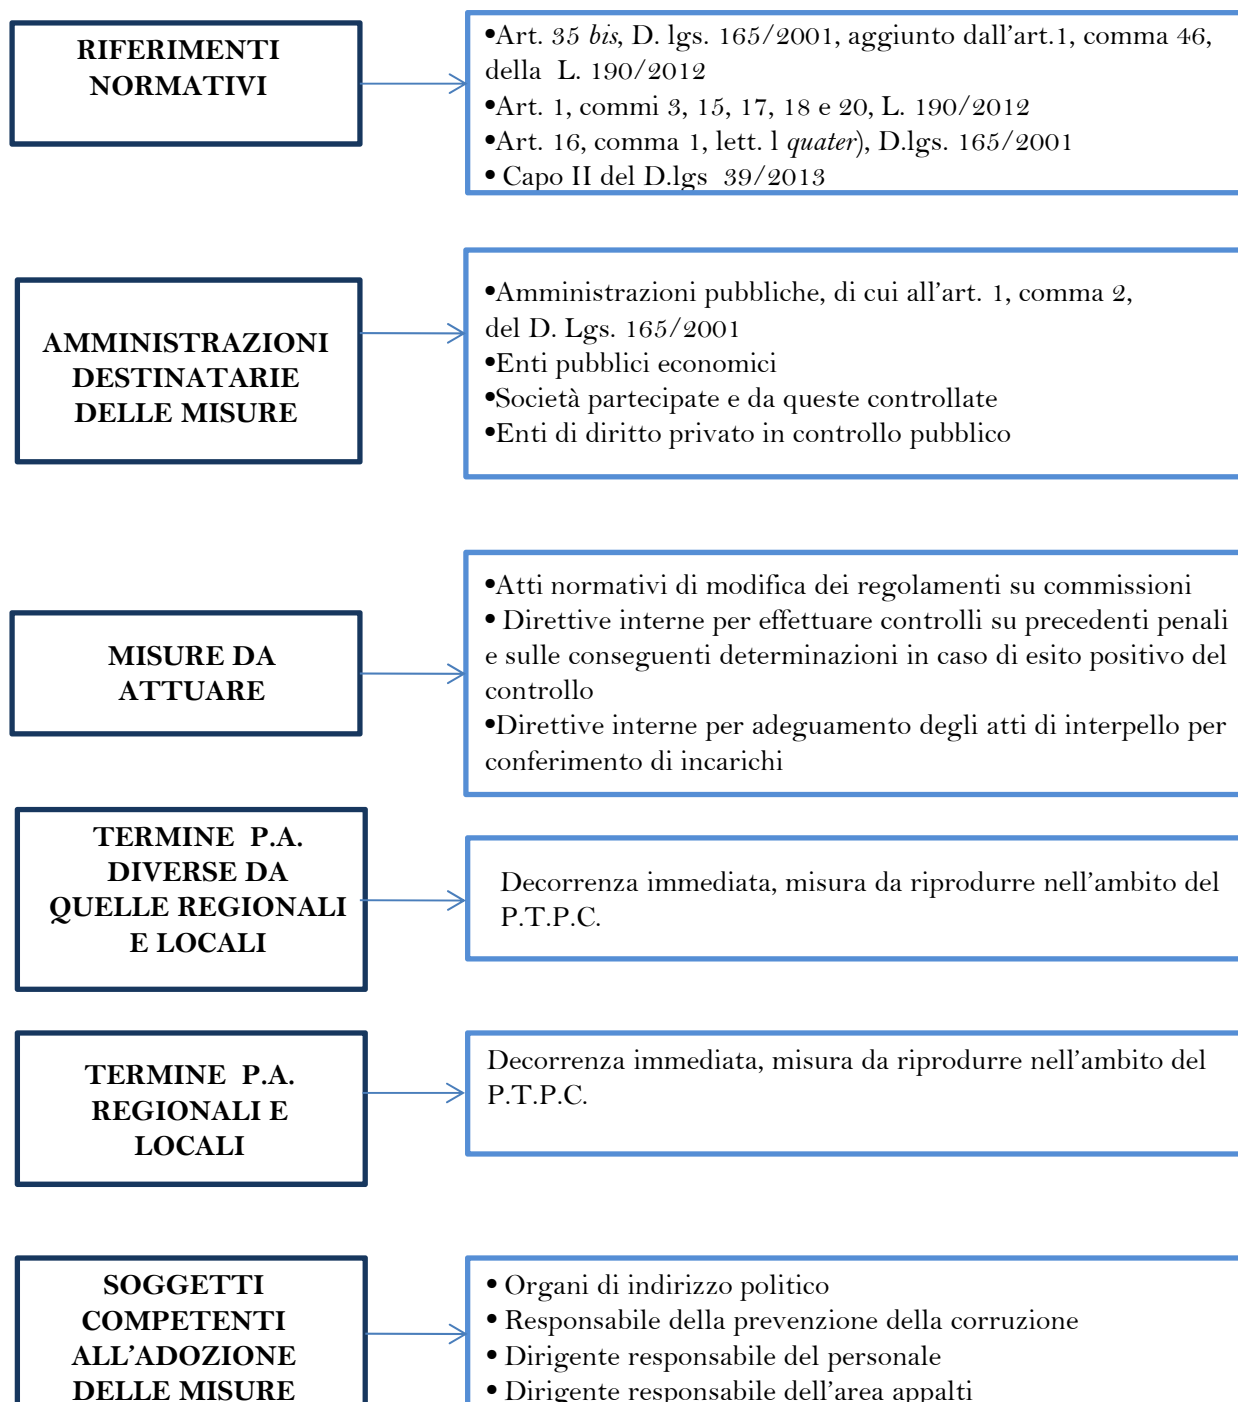 RIFERIMENTI
NORMATIVI
•Art. 35 bis, D. lgs. 165/2001, aggiunto dall'art.1, comma 46,
della L. 190/2012
•Art. 1, commi 3, 15, 17, 18 e 20, L. 190/2012
•Art. 16, comma 1, lett. l quater), D.lgs. 165/2001
• Capo II del D.lgs 39/2013
AMMINISTRAZIONI
DESTINATARIE
DELLE MISURE
•Amministrazioni pubbliche, di cui all'art. 1, comma 2,
del D. Lgs. 165/2001
•Enti pubblici economici
•Società partecipate e da queste controllate
•Enti di diritto privato in controllo pubblico
MISURE DA
ATTUARE
•Atti normativi di modifica dei regolamenti su commissioni
• Direttive interne per effettuare controlli su precedenti penali
e sulle conseguenti determinazioni in caso di esito positivo del
controllo
•Direttive interne per adeguamento degli atti di interpello per
conferimento di incarichi
TERMINE P.A.
DIVERSE DA
QUELLE REGIONALI
E LOCALI
Decorrenza immediata, misura da riprodurre nell'ambito del
P.T.P.C.
TERMINE P.A.
REGIONALI E
LOCALI
Decorrenza immediata, misura da riprodurre nell'ambito del
P.T.P.C.
SOGGETTI
COMPETENTI
ALL'ADOZIONE
DELLE MISURE
• Organi di indirizzo politico
• Responsabile della prevenzione della corruzione
• Dirigente responsabile del personale
• Dirigente responsabile dell'area appalti